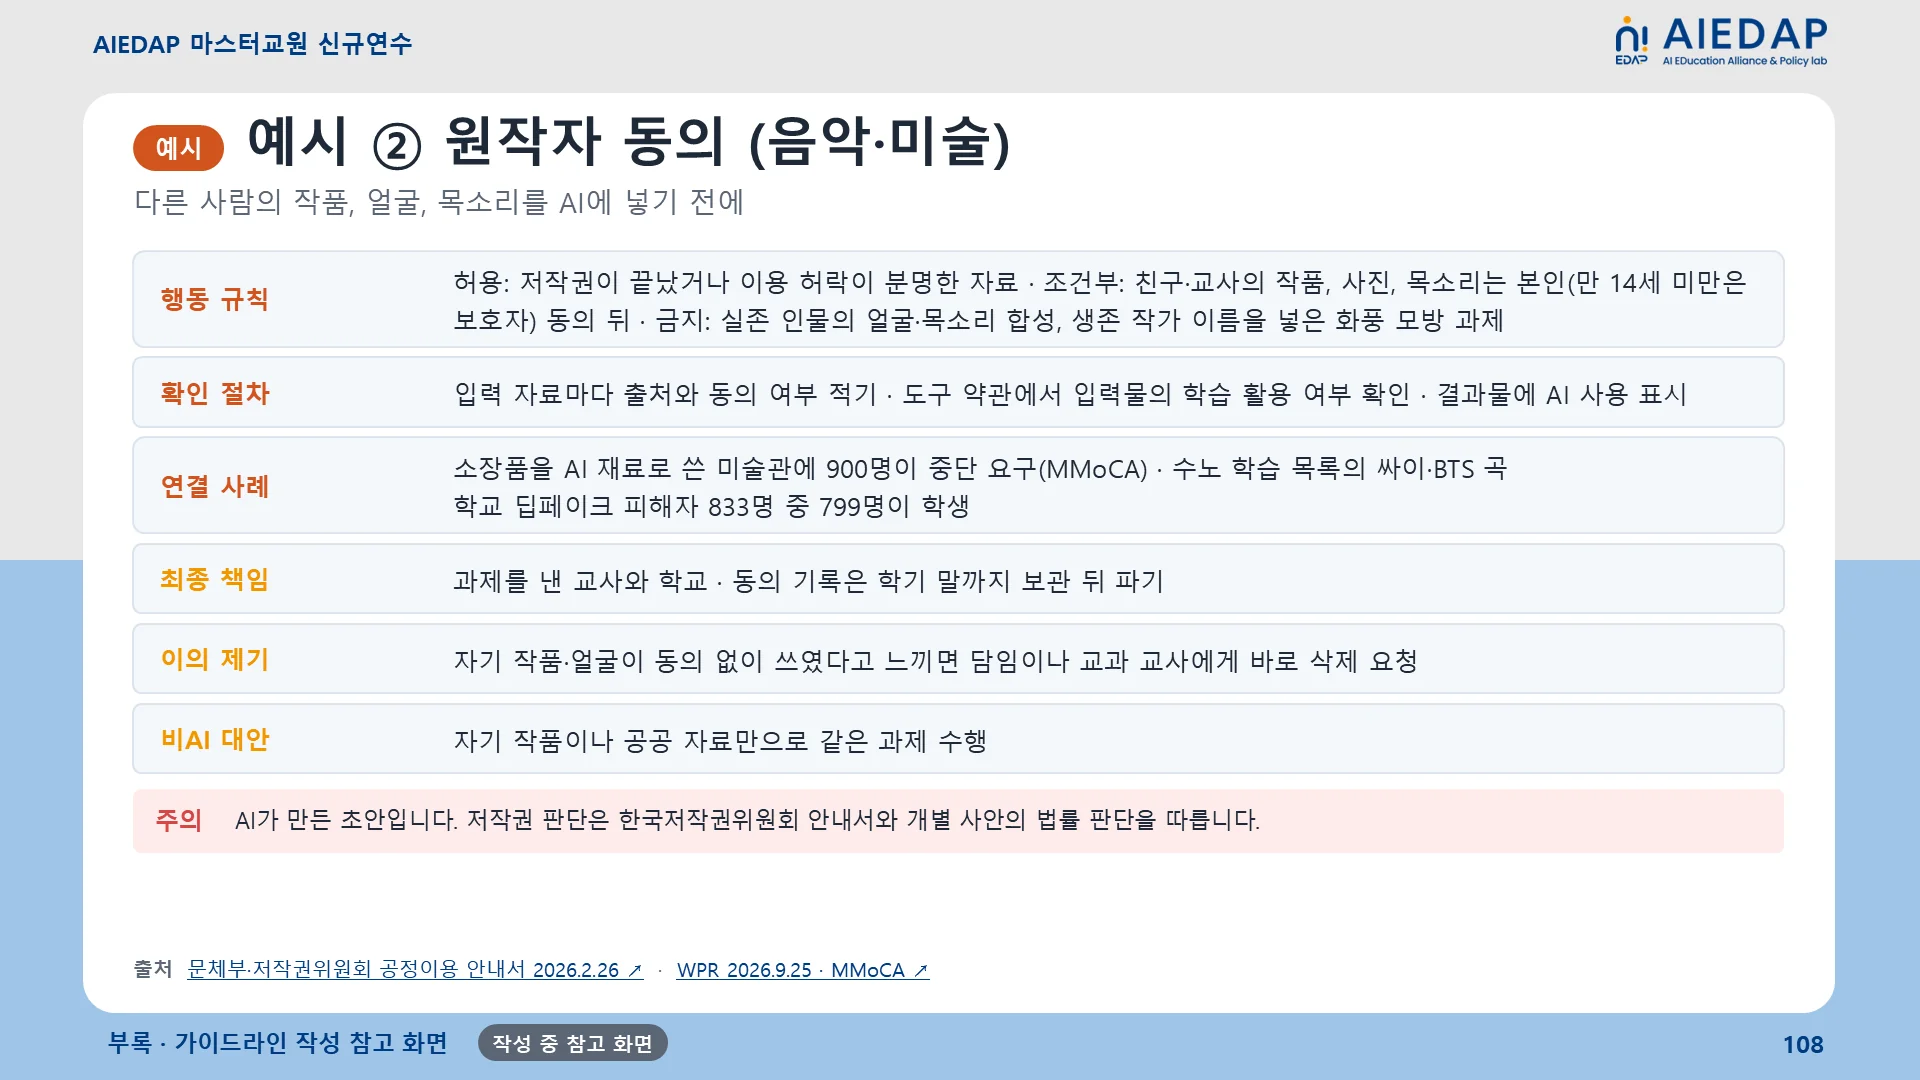 AIEDAP 마스터교원 신규연수
AIEDAP
EDAP
AI EDucation Alliance & Policy lab
예시
예시 ② 원작자 동의 (음악·미술)
다른 사람의 작품, 얼굴, 목소리를 AI에 넣기 전에
행동 규칙
허용: 저작권이 끝났거나 이용 허락이 분명한 자료 · 조건부: 친구·교사의 작품, 사진, 목소리는 본인(만 14세 미만은
보호자) 동의 뒤 · 금지: 실존 인물의 얼굴·목소리 합성, 생존 작가 이름을 넣은 화풍 모방 과제
확인 절차
입력 자료마다 출처와 동의 여부 적기 · 도구 약관에서 입력물의 학습 활용 여부 확인 · 결과물에 AI 사용 표시
연결 사례
소장품을 AI 재료로 쓴 미술관에 900명이 중단 요구(MMoCA) · 수노 학습 목록의 싸이·BTS 곡
학교 딥페이크 피해자 833명 중 799명이 학생
최종 책임
과제를 낸 교사와 학교 · 동의 기록은 학기 말까지 보관 뒤 파기
이의 제기
자기 작품·얼굴이 동의 없이 쓰였다고 느끼면 담임이나 교과 교사에게 바로 삭제 요청
비AI 대안
자기 작품이나 공공 자료만으로 같은 과제 수행
주의 AI가 만든 초안입니다. 저작권 판단은 한국저작권위원회 안내서와 개별 사안의 법률 판단을 따릅니다.
출처 문체부·저작권위원회 공정이용 안내서 2026.2.26 ↗ · WPR 2026.9.25 · MMoCA ↗
부록 · 가이드라인 작성 참고 화면
작성 중 참고 화면
108